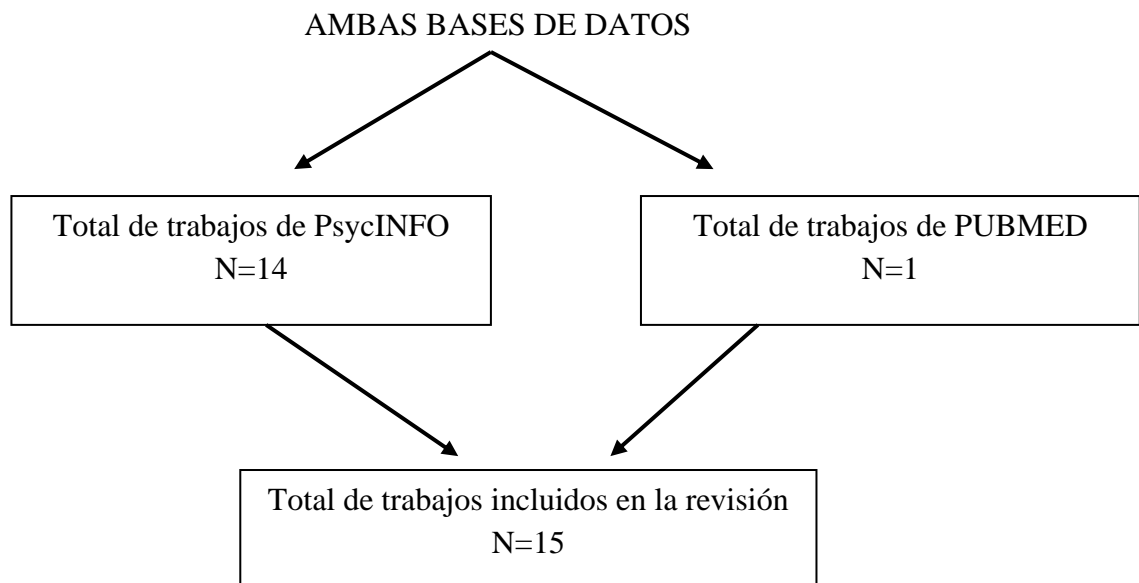 AMBAS BASES DE DATOS
Total de trabajos de PsycINFO
N=14
Total de trabajos de PUBMED
N=1
Total de trabajos incluidos en la revisión
N=15